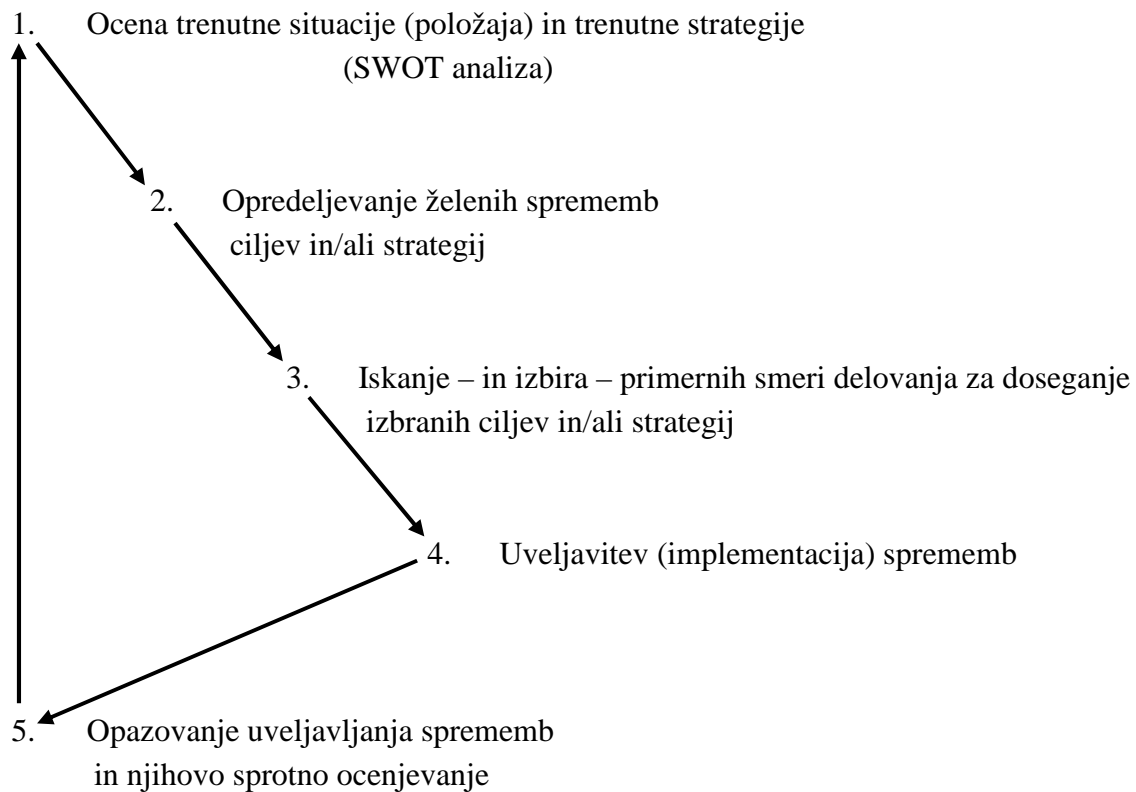 1. Ocena trenutne situacije (položaja) in trenutne strategije
(SWOT analiza)
2. Opredeljevanje želenih sprememb
ciljev in/ali strategij
3. Iskanje – in izbira – primernih smeri delovanja za doseganje
izbranih ciljev in/ali strategij
4. Uveljavitev (implementacija) sprememb
5. Opazovanje uveljavljanja sprememb
in njihovo sprotno ocenjevanje